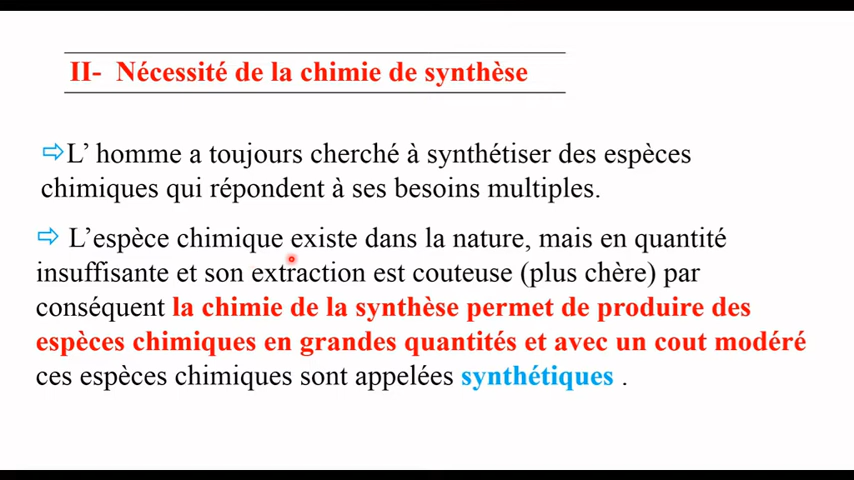 II- Nécessité de la chimie de synthèse
⇨L’ homme a toujours cherché à synthétiser des espèces
chimiques qui répondent à ses besoins multiples.
⇨ L’espèce chimique existe dans la nature, mais en quantité
insuffisante et son extraction est couteuse (plus chère) par
conséquent la chimie de la synthèse permet de produire des
espèces chimiques en grandes quantités et avec un cout modéré
ces espèces chimiques sont appelées synthétiques .